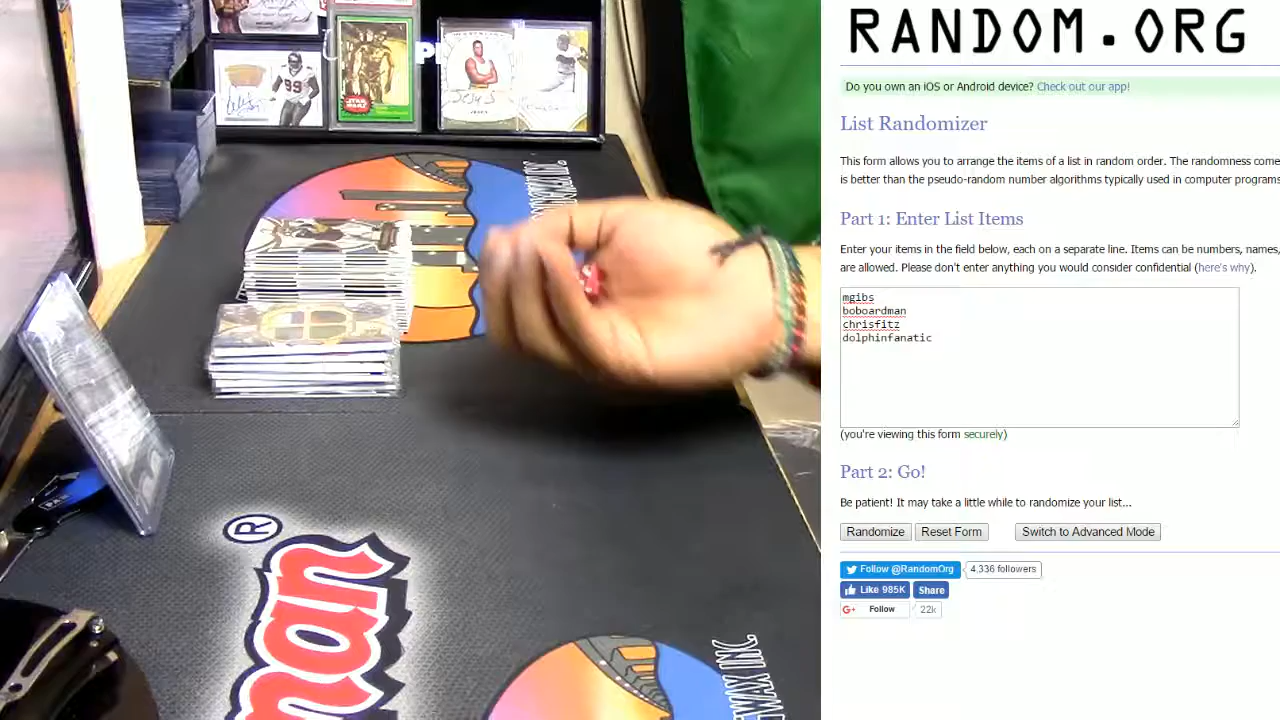 RANDOM.ORG
Do you own an iOS or Android device? Check out our app!
List Randomizer
This form allows you to arrange the items of a list in random order. The randomness come
is better than the pseudo-random number algorithms typically used in computer programs
Part 1: Enter List Items
Enter your items in the field below, each on a separate line. Items can be numbers, names,
are allowed. Please don't enter anything you would consider confidential (here's why).
mgibs
boboardman
chrisfitz
dolphinfanatic
(you're viewing this form securely)
Part 2: Go!
Be patient! It may take a little while to randomize your list...
Randomize Reset Form Switch to Advanced Mode
Follow @RandomOrg 4,336 followers
Like 985K Share
G+ Follow 22k
STAR WARS
99
®
man
WAX INC